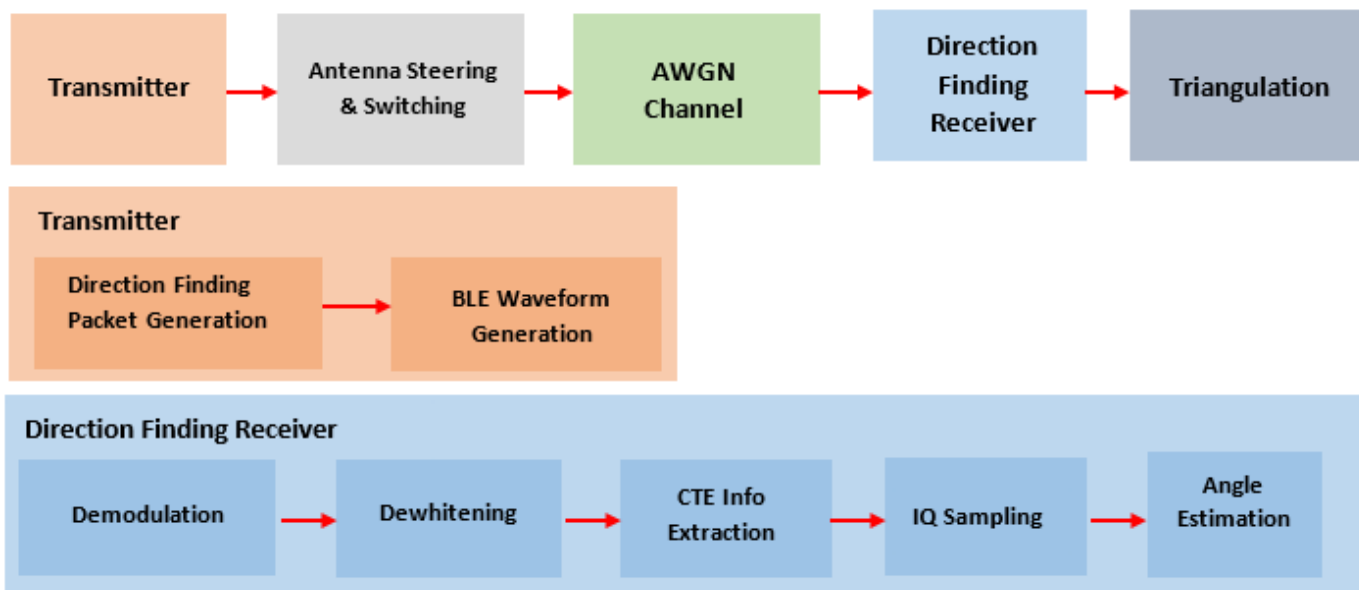 Transmitter
Antenna Steering
& Switching
AWGN
Channel
Direction
Finding
Receiver
Triangulation
Transmitter
Direction Finding
Packet Generation
BLE Waveform
Generation
Direction Finding Receiver
Demodulation
Dewhitening
CTE Info
Extraction
IQ Sampling
Angle
Estimation